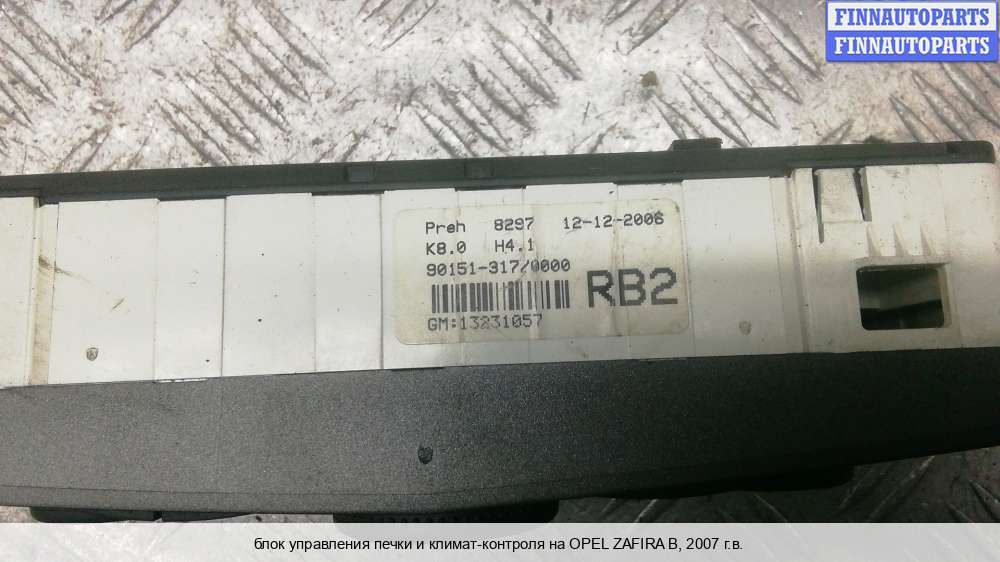 FINNAUTOPARTS
FINNAUTOPARTS
Preh 8297 12-12-2006
K8.0 H4.1
90151-317/0000
RB2
GM:13231057
блок управления печки и климат-контроля на OPEL ZAFIRA B, 2007 г.в.